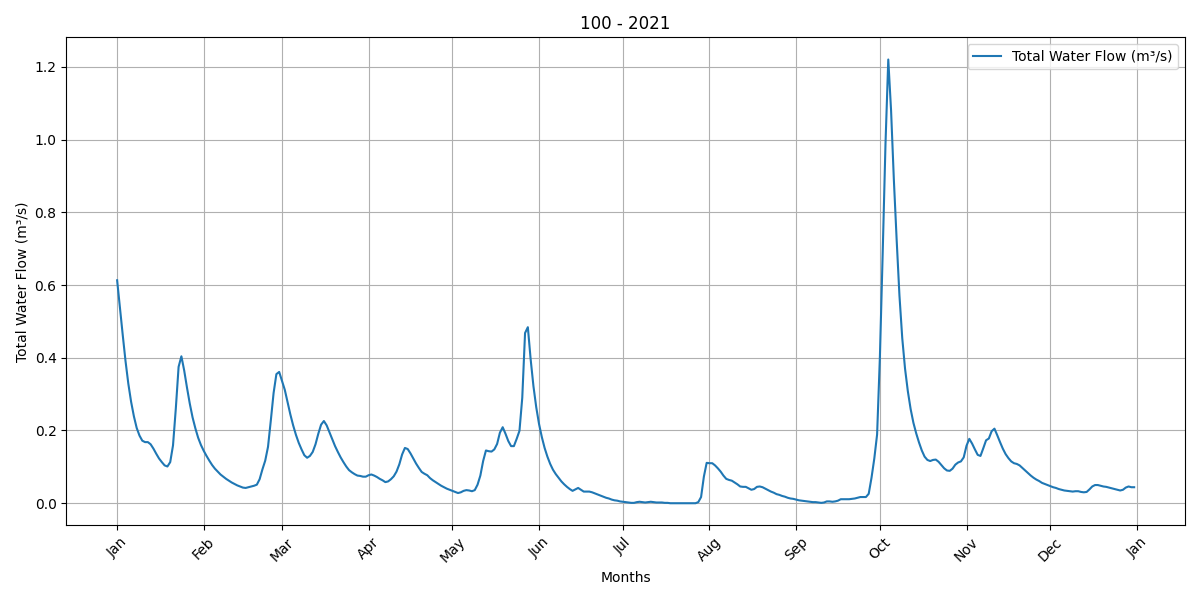 100 - 2021
Total Water Flow (m³/s)
Total Water Flow (m³/s)
1.2
1.0
0.8
0.6
0.4
0.2
0.0
Jan
Feb
Mar
Apr
May
Jun
Jul
Aug
Sep
Oct
Nov
Dec
Jan
Months